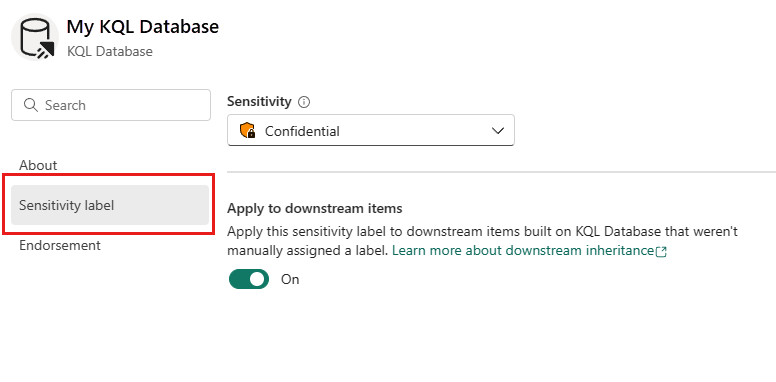 My KQL Database
KQL Database
Search
About
Sensitivity label
Endorsement
Sensitivity
Confidential
Apply to downstream items
Apply this sensitivity label to downstream items built on KQL Database that weren't
manually assigned a label. Learn more about downstream inheritance
On